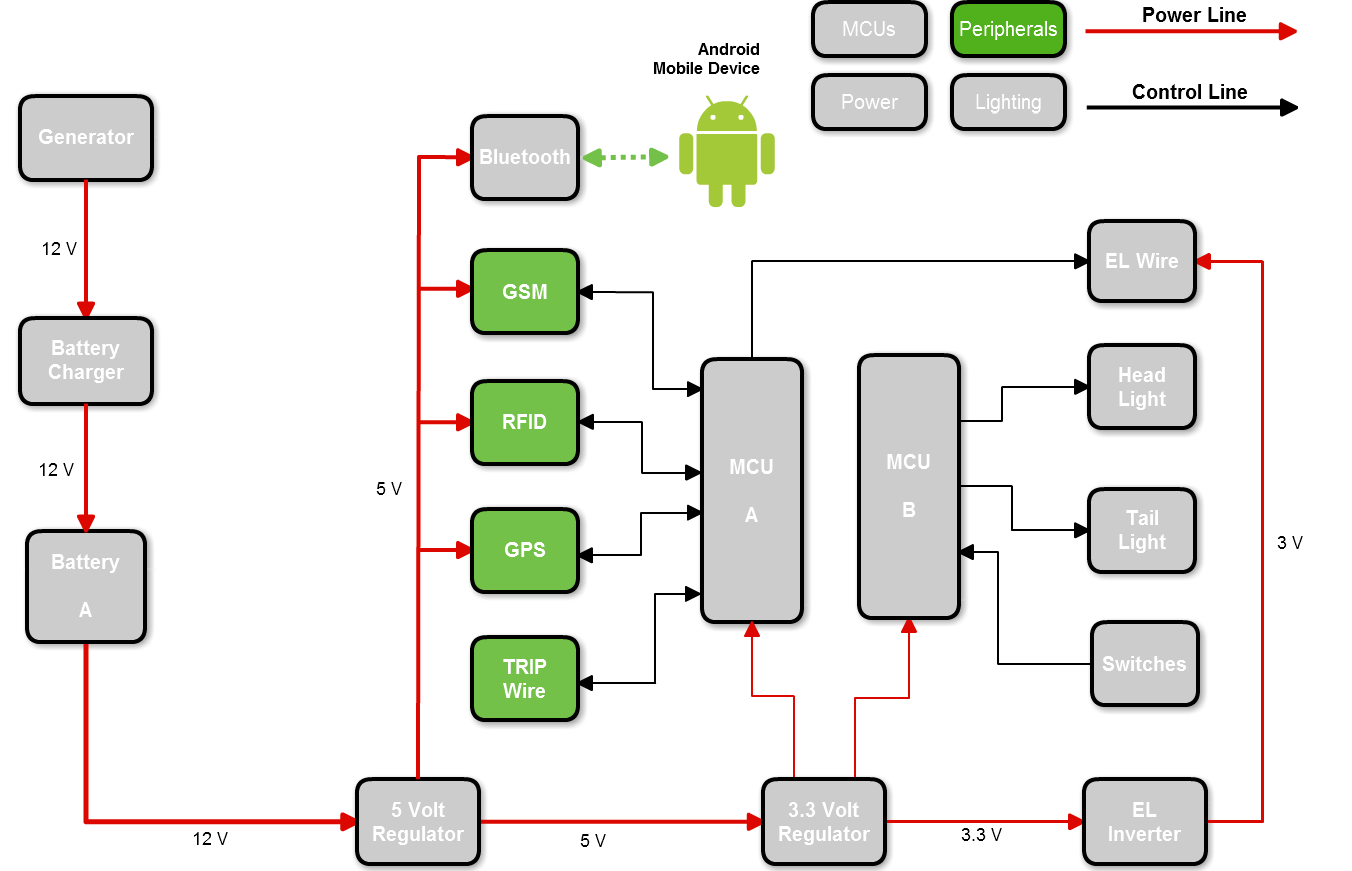 MCUs
Peripherals
Power Line
Power
Lighting
Control Line
Android
Mobile Device
Generator
Bluetooth
12 V
EL Wire
GSM
Battery
Charger
Head
Light
RFID
12 V
MCU
A
MCU
B
5 V
Tail
Light
3 V
GPS
Battery
A
TRIP
Wire
Switches
5 Volt
Regulator
3.3 Volt
Regulator
EL
Inverter
12 V
5 V
3.3 V